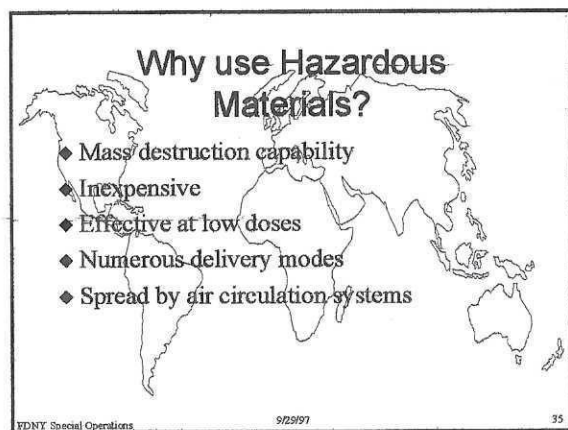 Why use Hazardous
Materials?
◆ Mass destruction capability
◆ Inexpensive
◆ Effective at low doses
◆ Numerous delivery modes
◆ Spread by air circulation systems
FDNY Special Operations
9/29/97
35